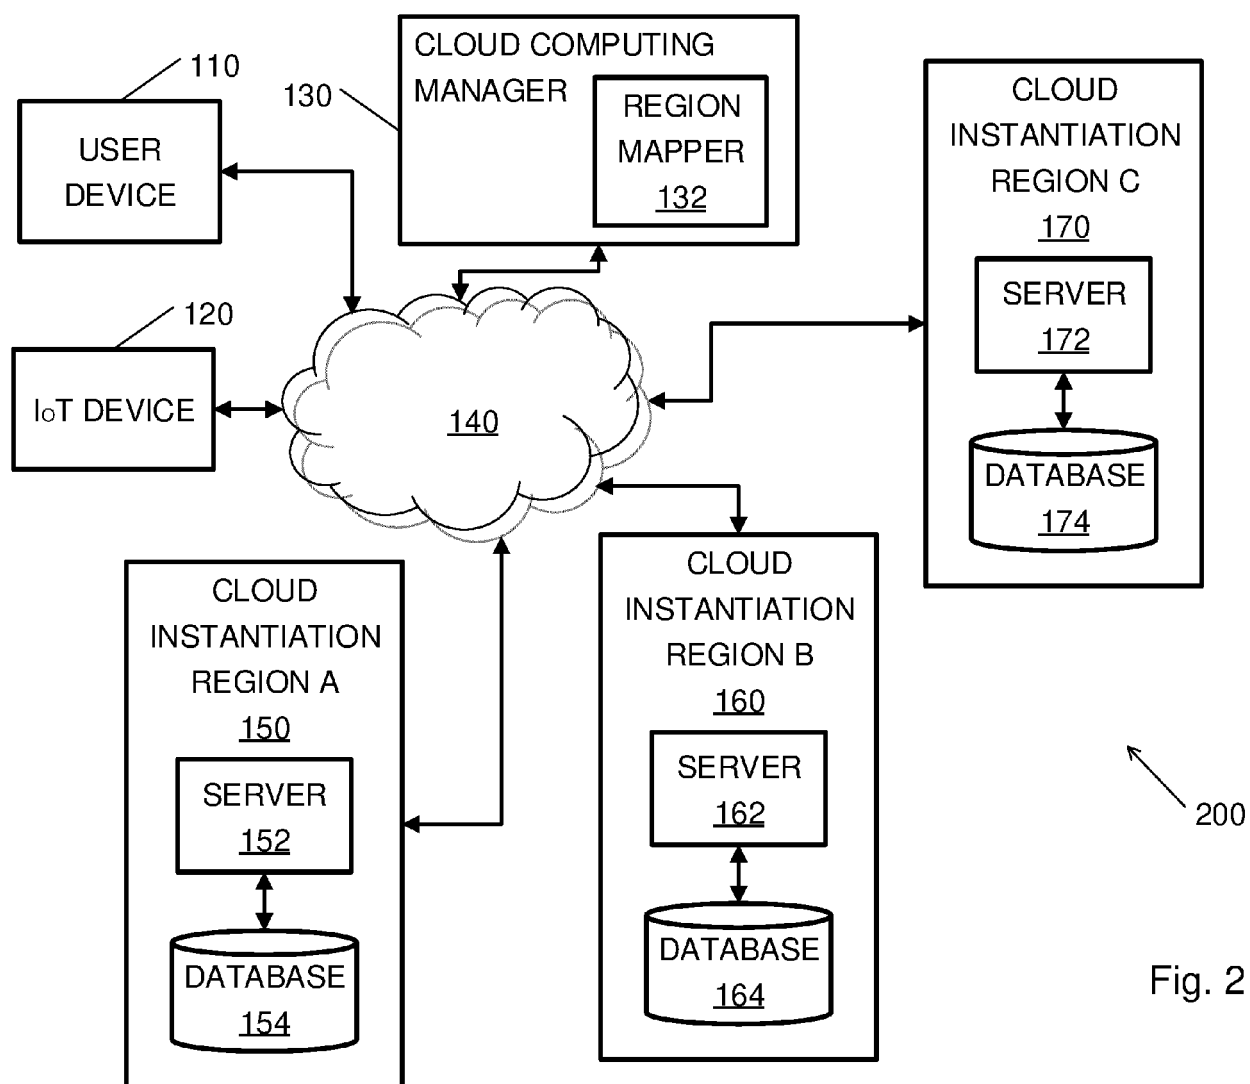 110
USER
DEVICE
120
IoT DEVICE
130
CLOUD COMPUTING
MANAGER
REGION
MAPPER
132
140
CLOUD
INSTANTIATION
REGION A
150
SERVER
152
DATABASE
154
CLOUD
INSTANTIATION
REGION B
160
SERVER
162
DATABASE
164
CLOUD
INSTANTIATION
REGION C
170
SERVER
172
DATABASE
174
200
Fig. 2